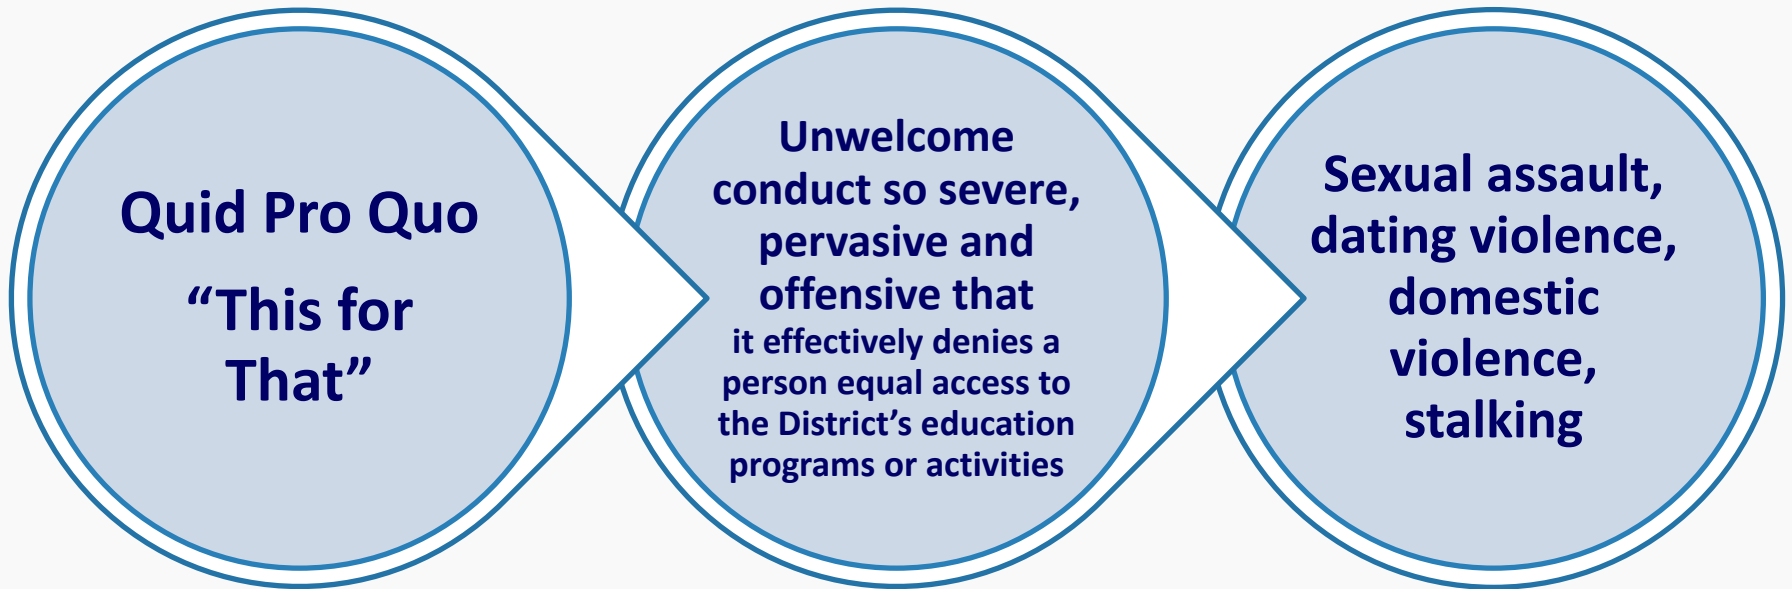 Quid Pro Quo
“This for
That”
Unwelcome
conduct so severe,
pervasive and
offensive that
it effectively denies a
person equal access to
the District’s education
programs or activities
Sexual assault,
dating violence,
domestic
violence,
stalking